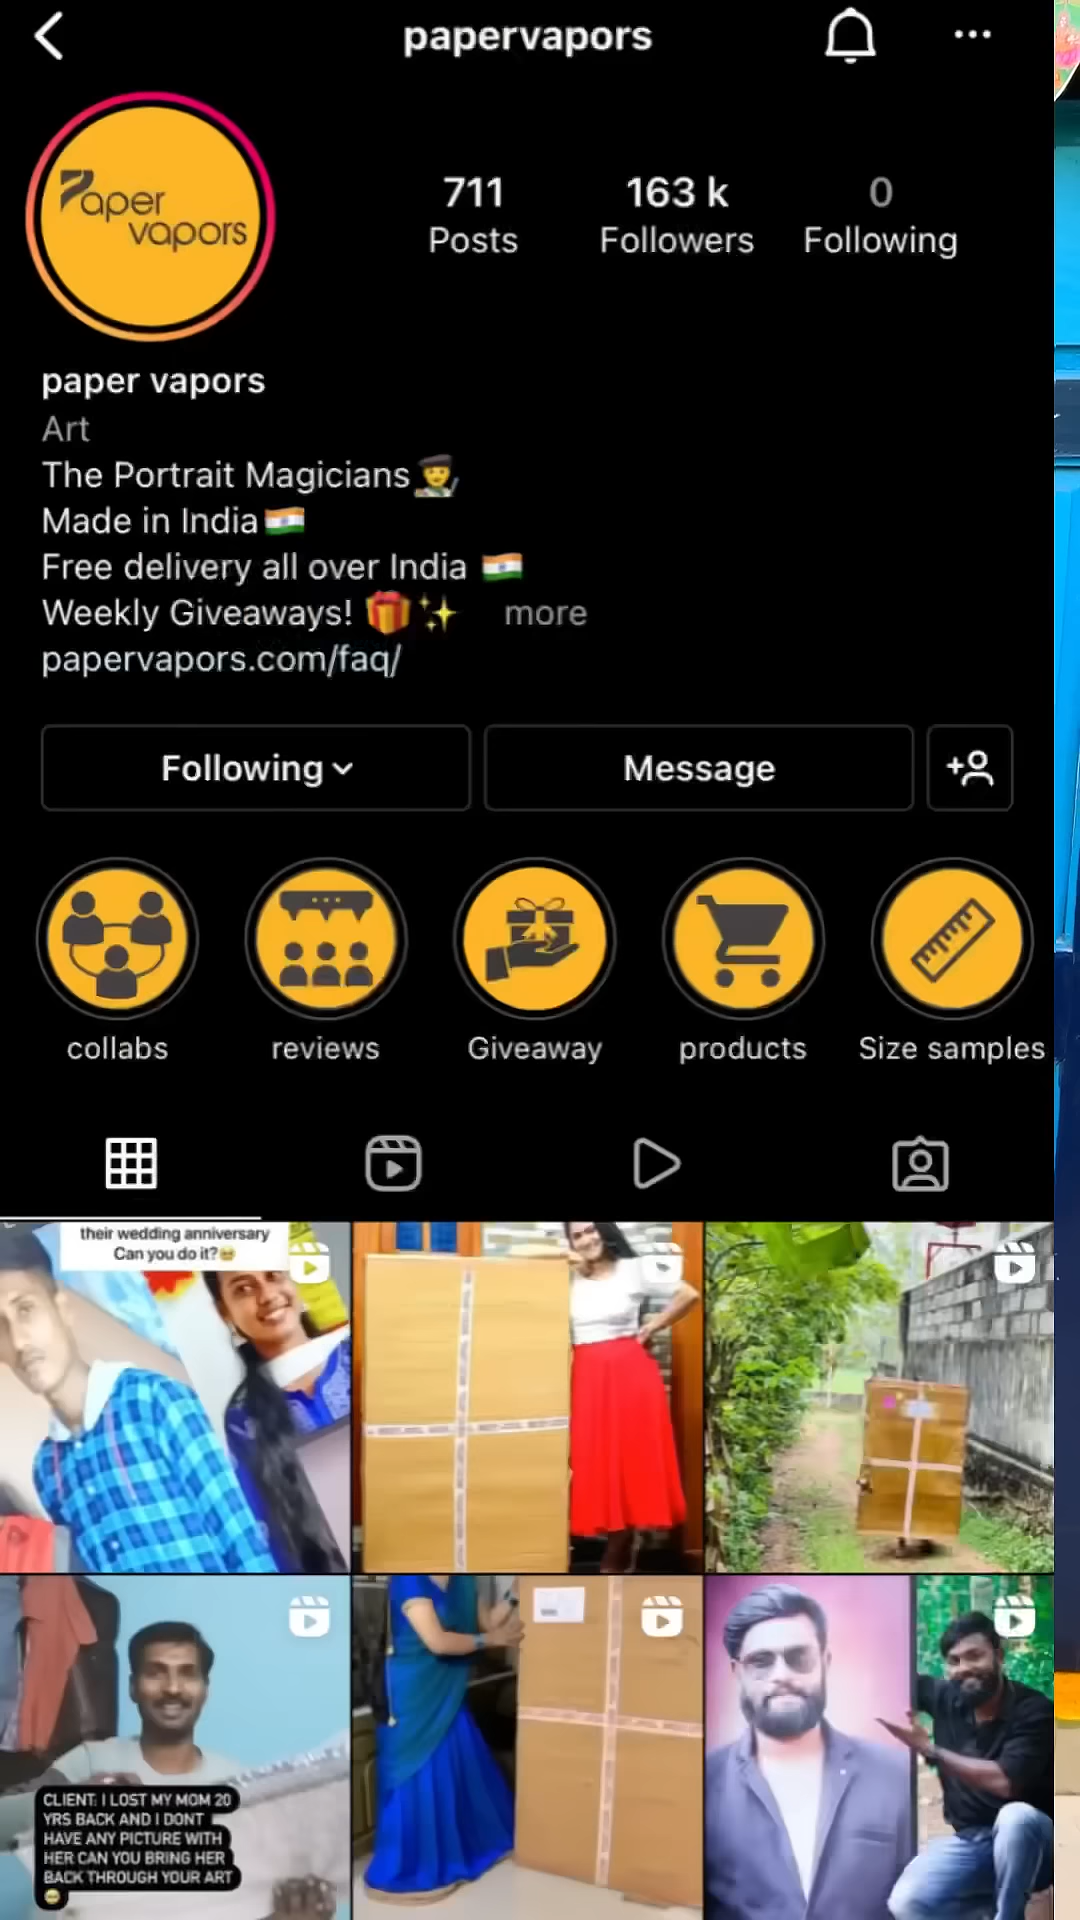 papervapors
Paper
vapors
711
Posts
163 k
Followers
0
Following
paper vapors
Art
The Portrait Magicians👨‍🎨
Made in India🇮🇳
Free delivery all over India 🇮🇳
Weekly Giveaways! 🎁✨ more
papervapors.com/faq/
Following
Message
collabs
reviews
Giveaway
products
Size samples
their wedding anniversary
Can you do it?🥹
CLIENT: I LOST MY MOM 20
YRS BACK AND I DONT
HAVE ANY PICTURE WITH
HER CAN YOU BRING HER
BACK THROUGH YOUR ART